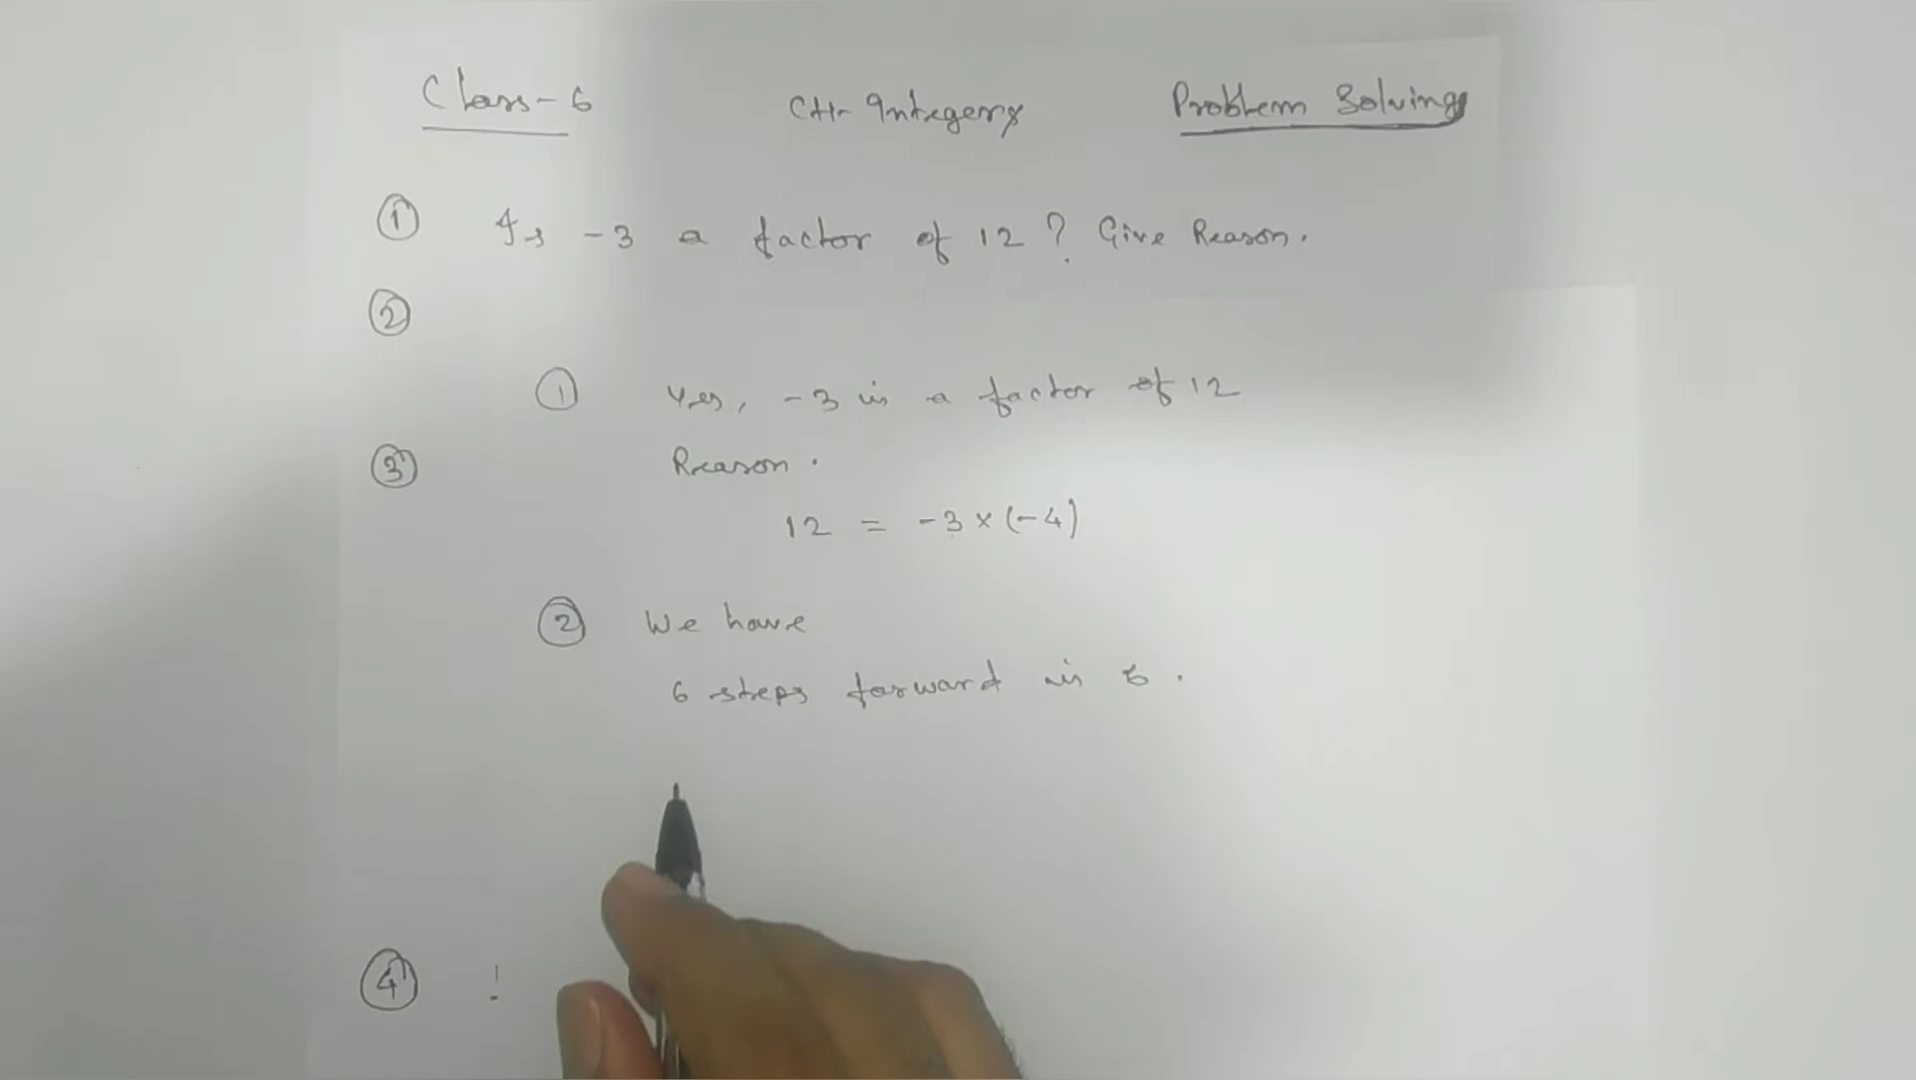 Class-6 CH- Integers Problem Solving
① Is -3 a factor of 12 ? Give Reason.
②
① Yes, -3 is a factor of 12
③ Reason .
12 = -3 × (-4)
② We have
6 steps forward is 6 .
④ !